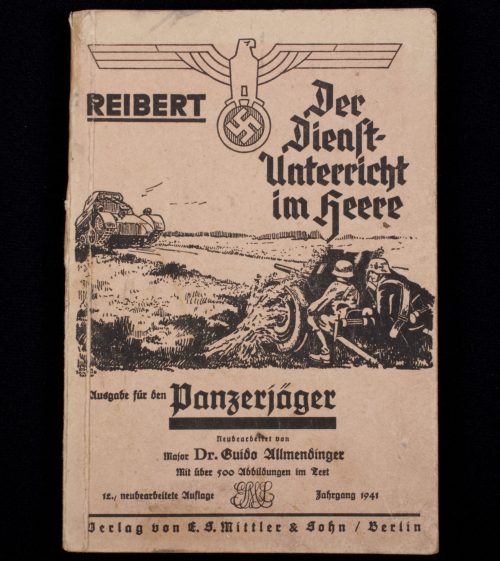 REIBERT
Der
Dienst-
Unterricht
im Heere
Ausgabe für den Panzerjäger
Neubearbeitet von
Major Dr. Guido Allmendinger
Mit über 500 Abbildungen im Text
12., neubearbeitete Auflage
Jahrgang 1941
Verlag von E. S. Mittler & Sohn / Berlin